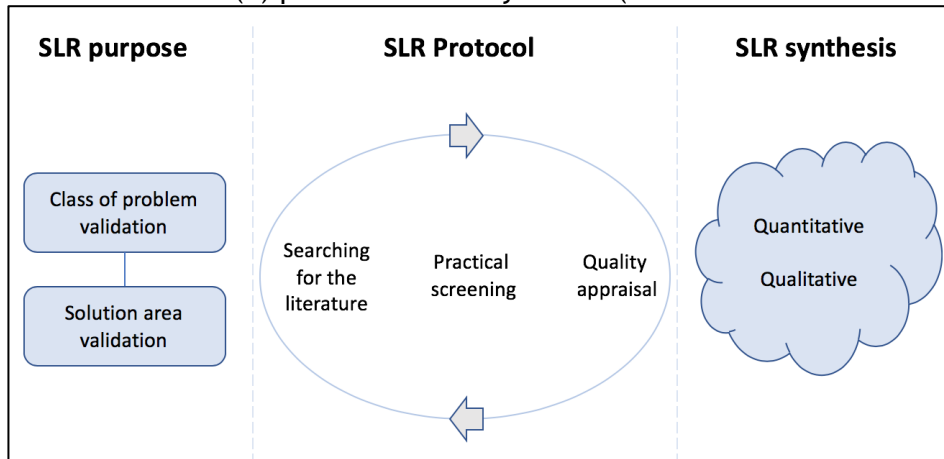 SLR purpose
SLR Protocol
SLR synthesis
Class of problem
validation
Solution area
validation
Searching
for the
literature
Practical
screening
Quality
appraisal
Quantitative
Qualitative